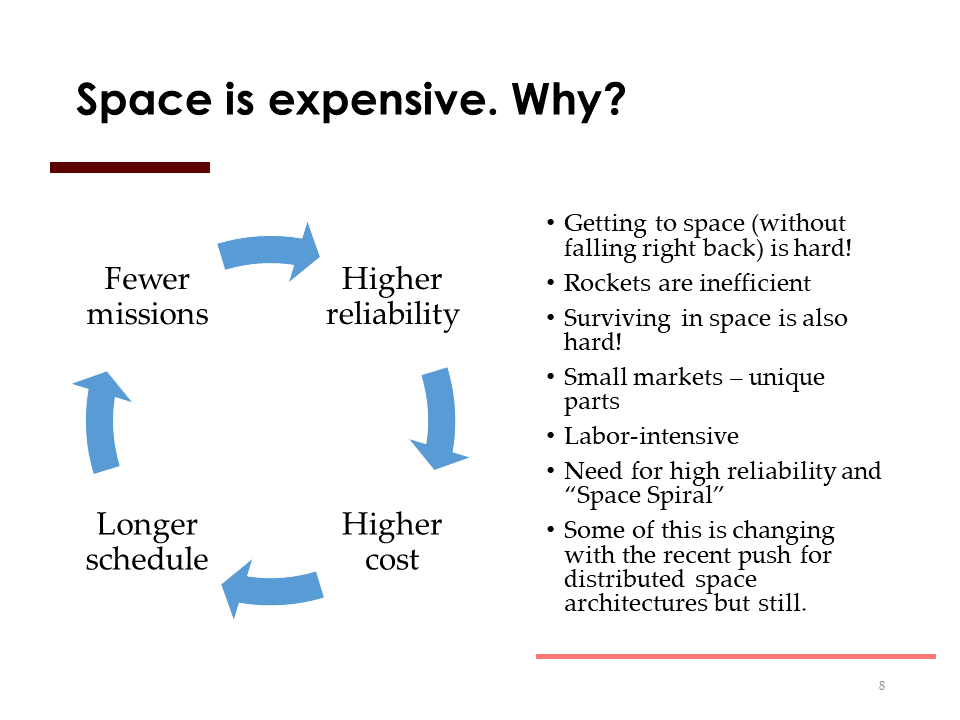 Space is expensive. Why?
Fewer
missions
Higher
reliability
Longer
schedule
Higher
cost
• Getting to space (without
falling right back) is hard!
• Rockets are inefficient
• Surviving in space is also
hard!
• Small markets – unique
parts
• Labor-intensive
• Need for high reliability and
“Space Spiral”
• Some of this is changing
with the recent push for
distributed space
architectures but still.
8